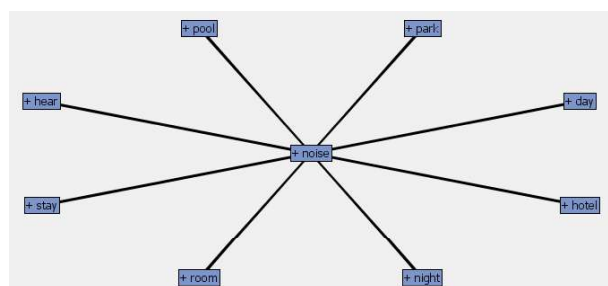 + pool
+ park
+ hear
+ day
+ noise
+ stay
+ hotel
+ room
+ night